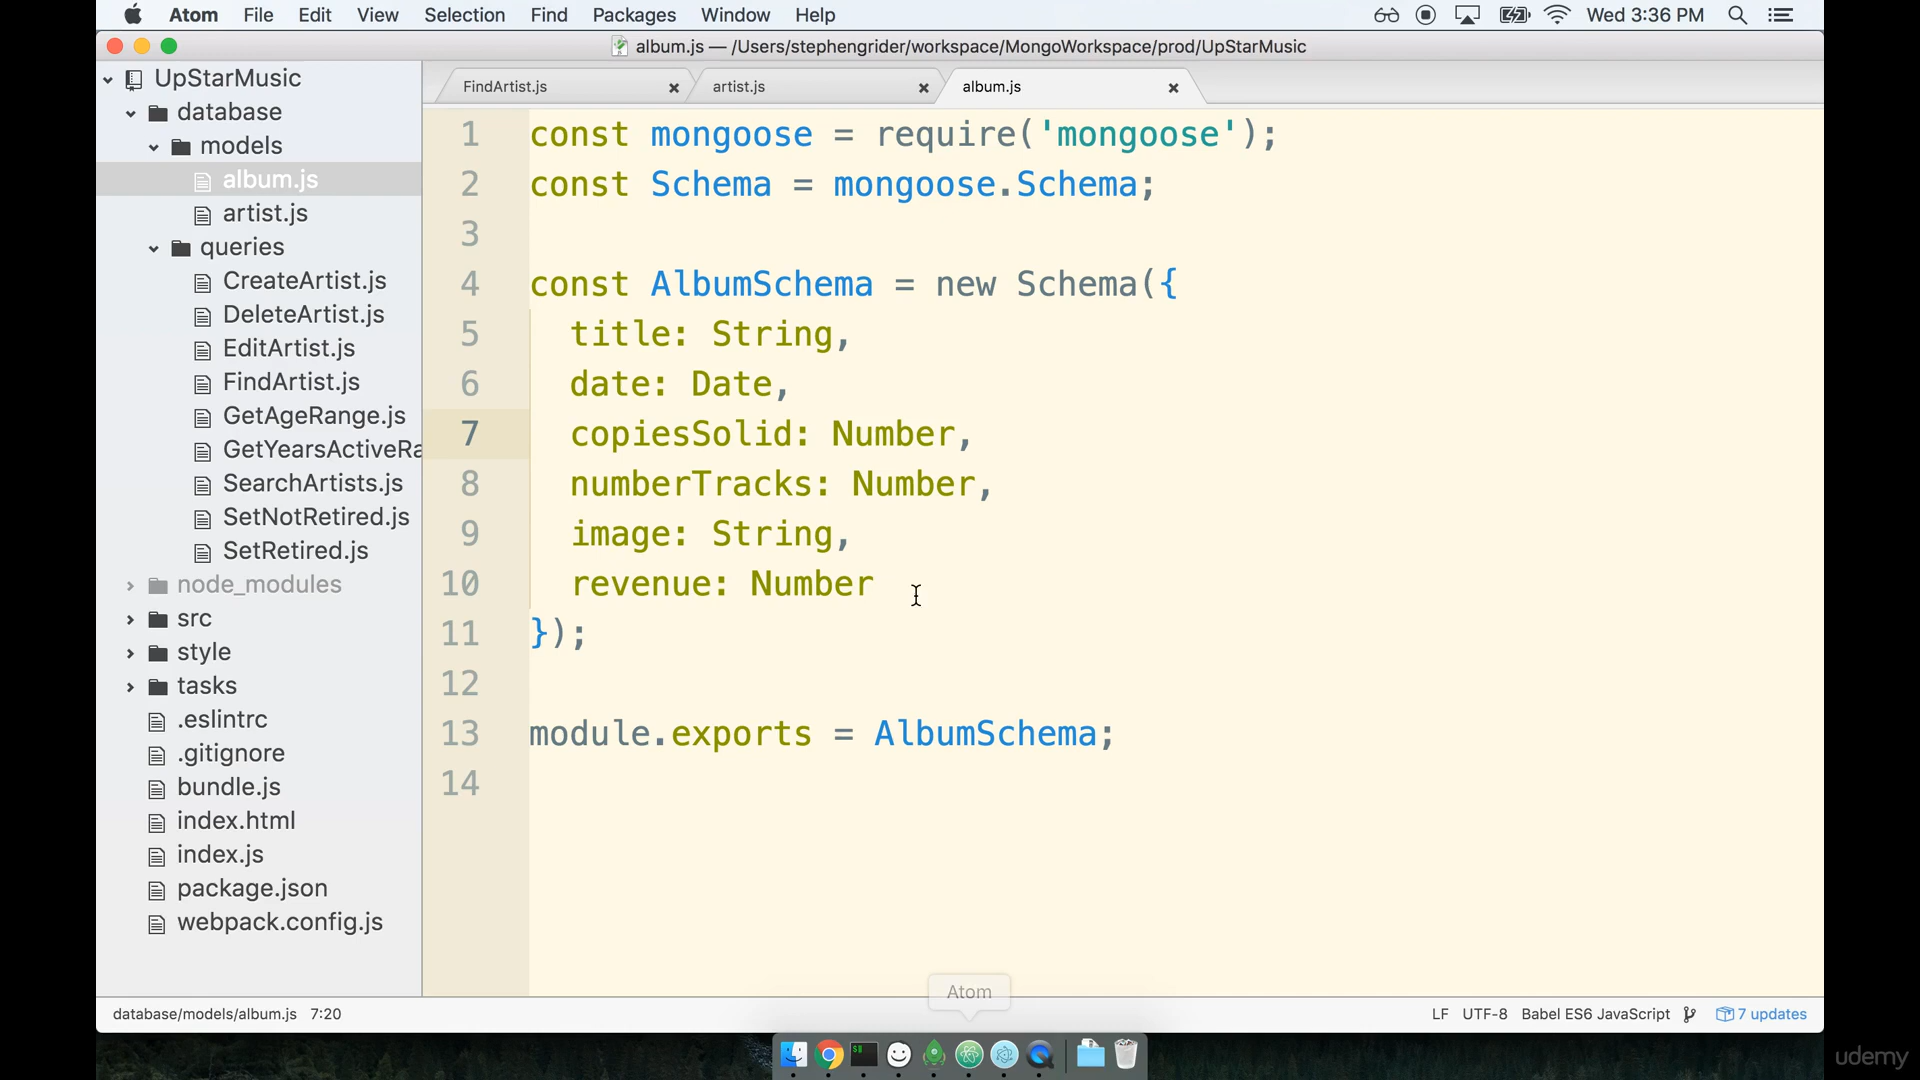 Atom File Edit View Selection Find Packages Window Help Wed 3:36 PM
album.js — /Users/stephengrider/workspace/MongoWorkspace/prod/UpStarMusic
UpStarMusic
database
models
album.js
artist.js
queries
CreateArtist.js
DeleteArtist.js
EditArtist.js
FindArtist.js
GetAgeRange.js
GetYearsActiveRa
SearchArtists.js
SetNotRetired.js
SetRetired.js
node_modules
src
style
tasks
.eslintrc
.gitignore
bundle.js
index.html
index.js
package.json
webpack.config.js
FindArtist.js artist.js album.js
1 const mongoose = require('mongoose');
2 const Schema = mongoose.Schema;
3
4 const AlbumSchema = new Schema({
5 title: String,
6 date: Date,
7 copiesSolid: Number,
8 numberTracks: Number,
9 image: String,
10 revenue: Number
11 });
12
13 module.exports = AlbumSchema;
14
Atom
database/models/album.js 7:20 LF UTF-8 Babel ES6 JavaScript 7 updates
udemy